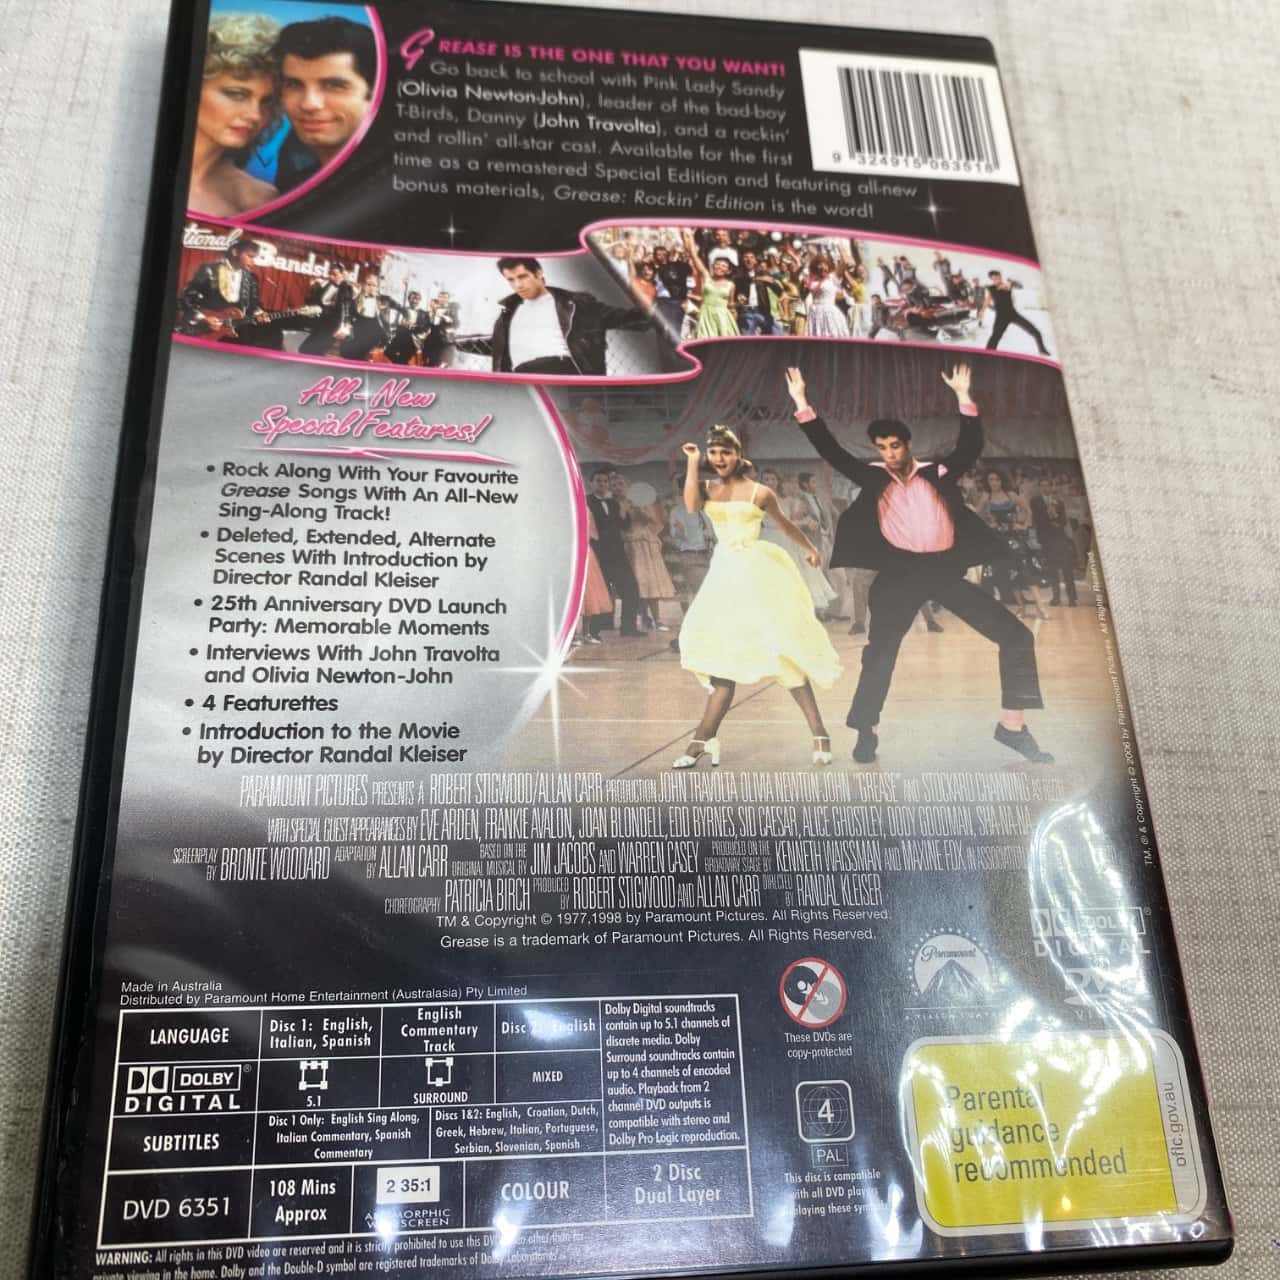 GREASE IS THE ONE THAT YOU WANT!
Go back to school with Pink Lady Sandy
(Olivia Newton-John), leader of the bad-boy
T-Birds, Danny (John Travolta), and a rockin'
and rollin' all-star cast. Available for the first
time as a remastered Special Edition and featuring all-new
bonus materials, Grease: Rockin' Edition is the word!
9 324915 063518
tional
Bandstand
All-New
Special Features!
• Rock Along With Your Favourite
Grease Songs With An All-New
Sing-Along Track!
• Deleted, Extended, Alternate
Scenes With Introduction by
Director Randal Kleiser
• 25th Anniversary DVD Launch
Party: Memorable Moments
• Interviews With John Travolta
and Olivia Newton-John
• 4 Featurettes
• Introduction to the Movie
by Director Randal Kleiser
PARAMOUNT PICTURES PRESENTS A ROBERT STIGWOOD/ALLAN CARR PRODUCTION JOHN TRAVOLTA OLIVIA NEWTON-JOHN "GREASE" AND STOCKARD CHANNING
WITH SPECIAL GUEST APPEARANCES BY EVE ARDEN, FRANKIE AVALON, JOAN BLONDELL, EDD BYRNES, SID CAESAR, ALICE GHOSTLEY, DODY GOODMAN, SHA-NA-NA
SCREENPLAY BY BRONTE WOODARD ADAPTATION BY ALLAN CARR BASED ON THE ORIGINAL MUSICAL BY JIM JACOBS AND WARREN CASEY PRODUCED ON THE BROADWAY STAGE BY KENNETH WAISSMAN AND MAXINE FOX IN ASSOCIATION
CHOREOGRAPHY PATRICIA BIRCH PRODUCED BY ROBERT STIGWOOD AND ALLAN CARR DIRECTED BY RANDAL KLEISER
TM & Copyright © 1977,1998 by Paramount Pictures. All Rights Reserved.
Grease is a trademark of Paramount Pictures. All Rights Reserved.
TM, ® & Copyright © 2006 by Paramount Pictures. All Rights Reserved.
Made in Australia
Distributed by Paramount Home Entertainment (Australasia) Pty Limited
LANGUAGE
Disc 1: English,
Italian, Spanish
English
Commentary
Track
Disc 2: English
DOLBY
DIGITAL
5.1
SURROUND
MIXED
SUBTITLES
Disc 1 Only: English Sing Along,
Italian Commentary, Spanish
Commentary
Discs 1&2: English, Croatian, Dutch,
Greek, Hebrew, Italian, Portuguese,
Serbian, Slovenian, Spanish
Dolby Digital soundtracks
contain up to 5.1 channels of
discrete media. Dolby
Surround soundtracks contain
up to 4 channels of encoded
audio. Playback from 2
channel DVD outputs is
compatible with stereo and
Dolby Pro Logic reproduction.
DVD 6351
108 Mins
Approx
2 35:1
ANAMORPHIC
WIDESCREEN
COLOUR
2 Disc
Dual Layer
These DVDs are
copy-protected
4
PAL
This disc is compatible
with all DVD players
displaying these symbols
Paramount
DOLBY
DIGITAL
DVD
Parental
guidance
recommended
oflc.gov.au
WARNING: All rights in this DVD video are reserved and it is strictly prohibited to use this DVD video other than for
private viewing in the home. Dolby and the Double-D symbol are registered trademarks of Dolby Laboratories